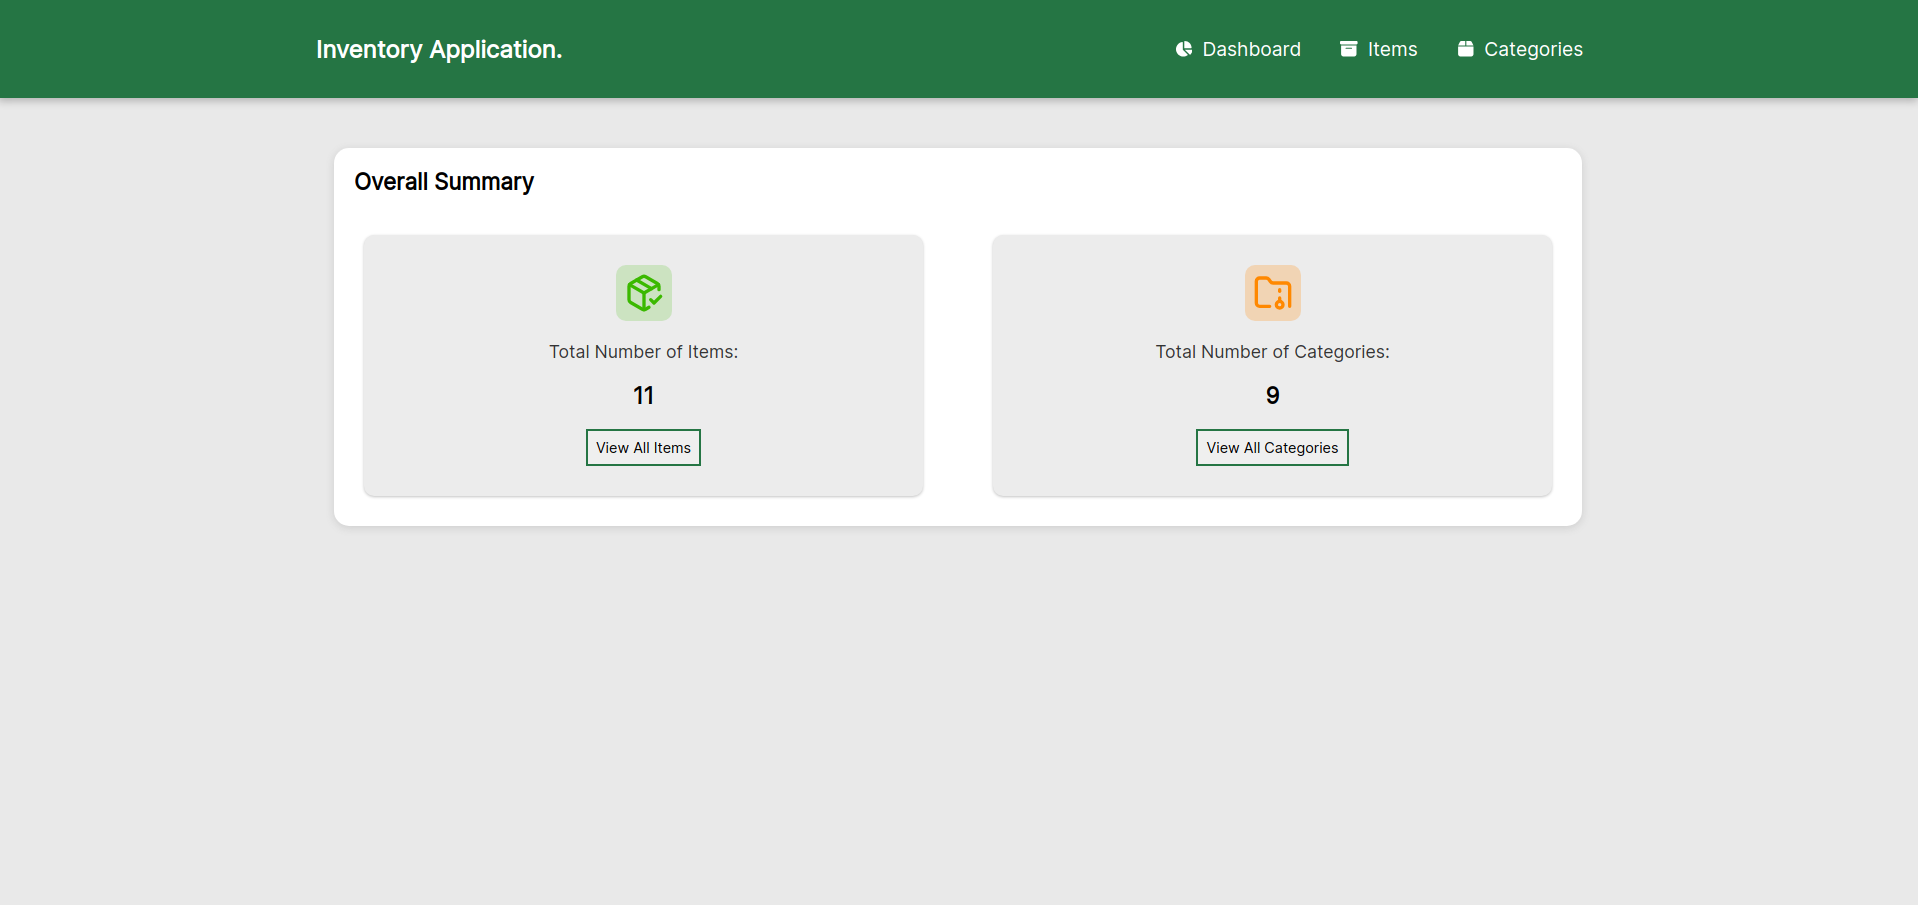 Inventory Application.
Dashboard
Items
Categories
Overall Summary
Total Number of Items:
11
View All Items
Total Number of Categories:
9
View All Categories